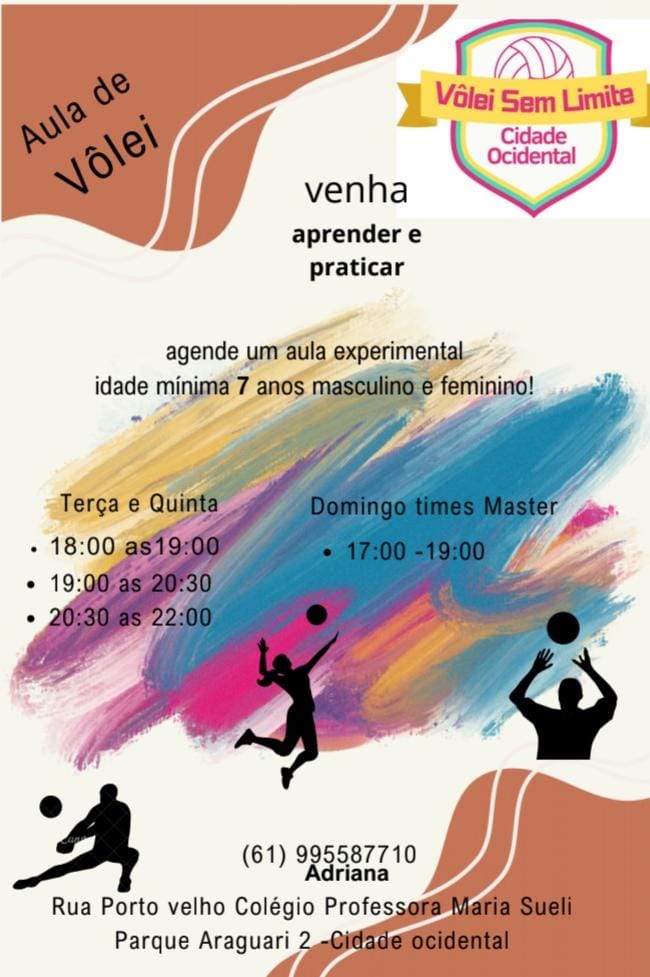 Aula de
Vôlei
Vôlei Sem Limite
Cidade
Ocidental
venha
aprender e
praticar
agende um aula experimental
idade mínima 7 anos masculino e feminino!
Terça e Quinta
• 18:00 as19:00
• 19:00 as 20:30
• 20:30 as 22:00
Domingo times Master
• 17:00 -19:00
(61) 995587710
Adriana
Rua Porto velho Colégio Professora Maria Sueli
Parque Araguari 2 -Cidade ocidental